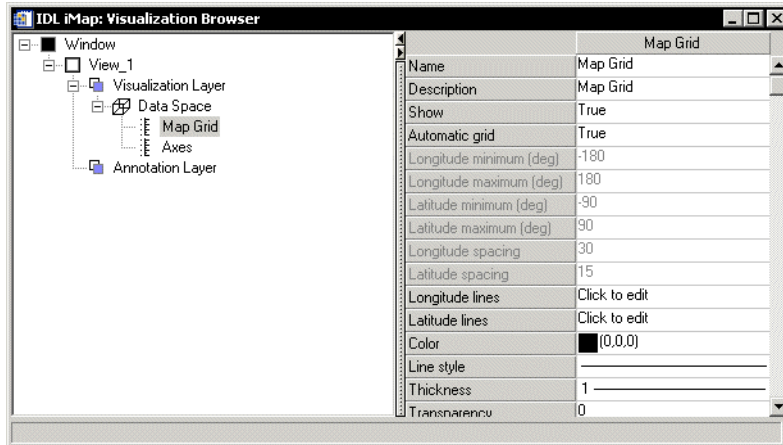 IDL iMap: Visualization Browser
Window
View_1
Visualization Layer
Data Space
Map Grid
Axes
Annotation Layer
Map Grid
Name Map Grid
Description Map Grid
Show True
Automatic grid True
Longitude minimum (deg) -180
Longitude maximum (deg) 180
Latitude minimum (deg) -90
Latitude maximum (deg) 90
Longitude spacing 30
Latitude spacing 15
Longitude lines Click to edit
Latitude lines Click to edit
Color (0,0,0)
Line style
Thickness 1
Transparency 0